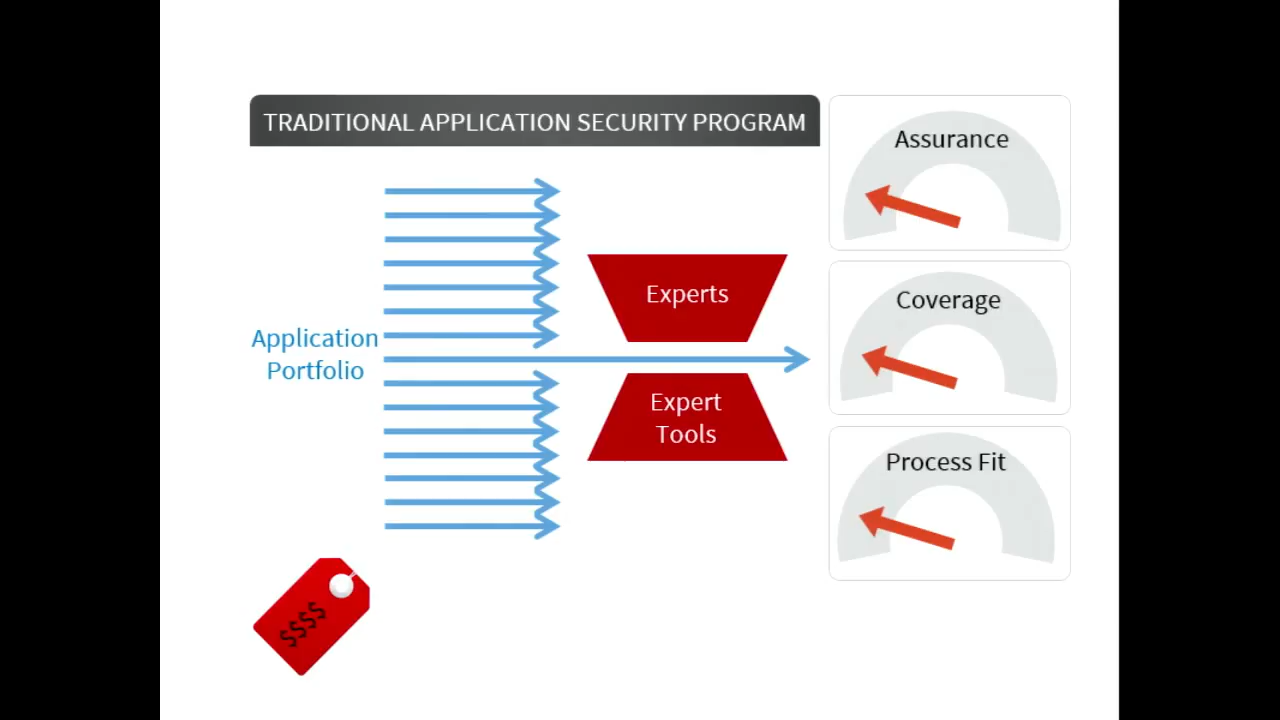 TRADITIONAL APPLICATION SECURITY PROGRAM
Assurance
Experts
Coverage
Application
Portfolio
Expert
Tools
Process Fit
$$$$